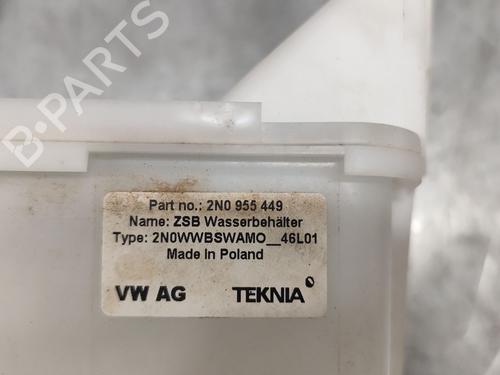 B-PARTS
Part no.: 2N0 955 449
Name: ZSB Wasserbehälter
Type: 2N0WWBSWAMO__46L01
Made In Poland
VW AG TEKNIA